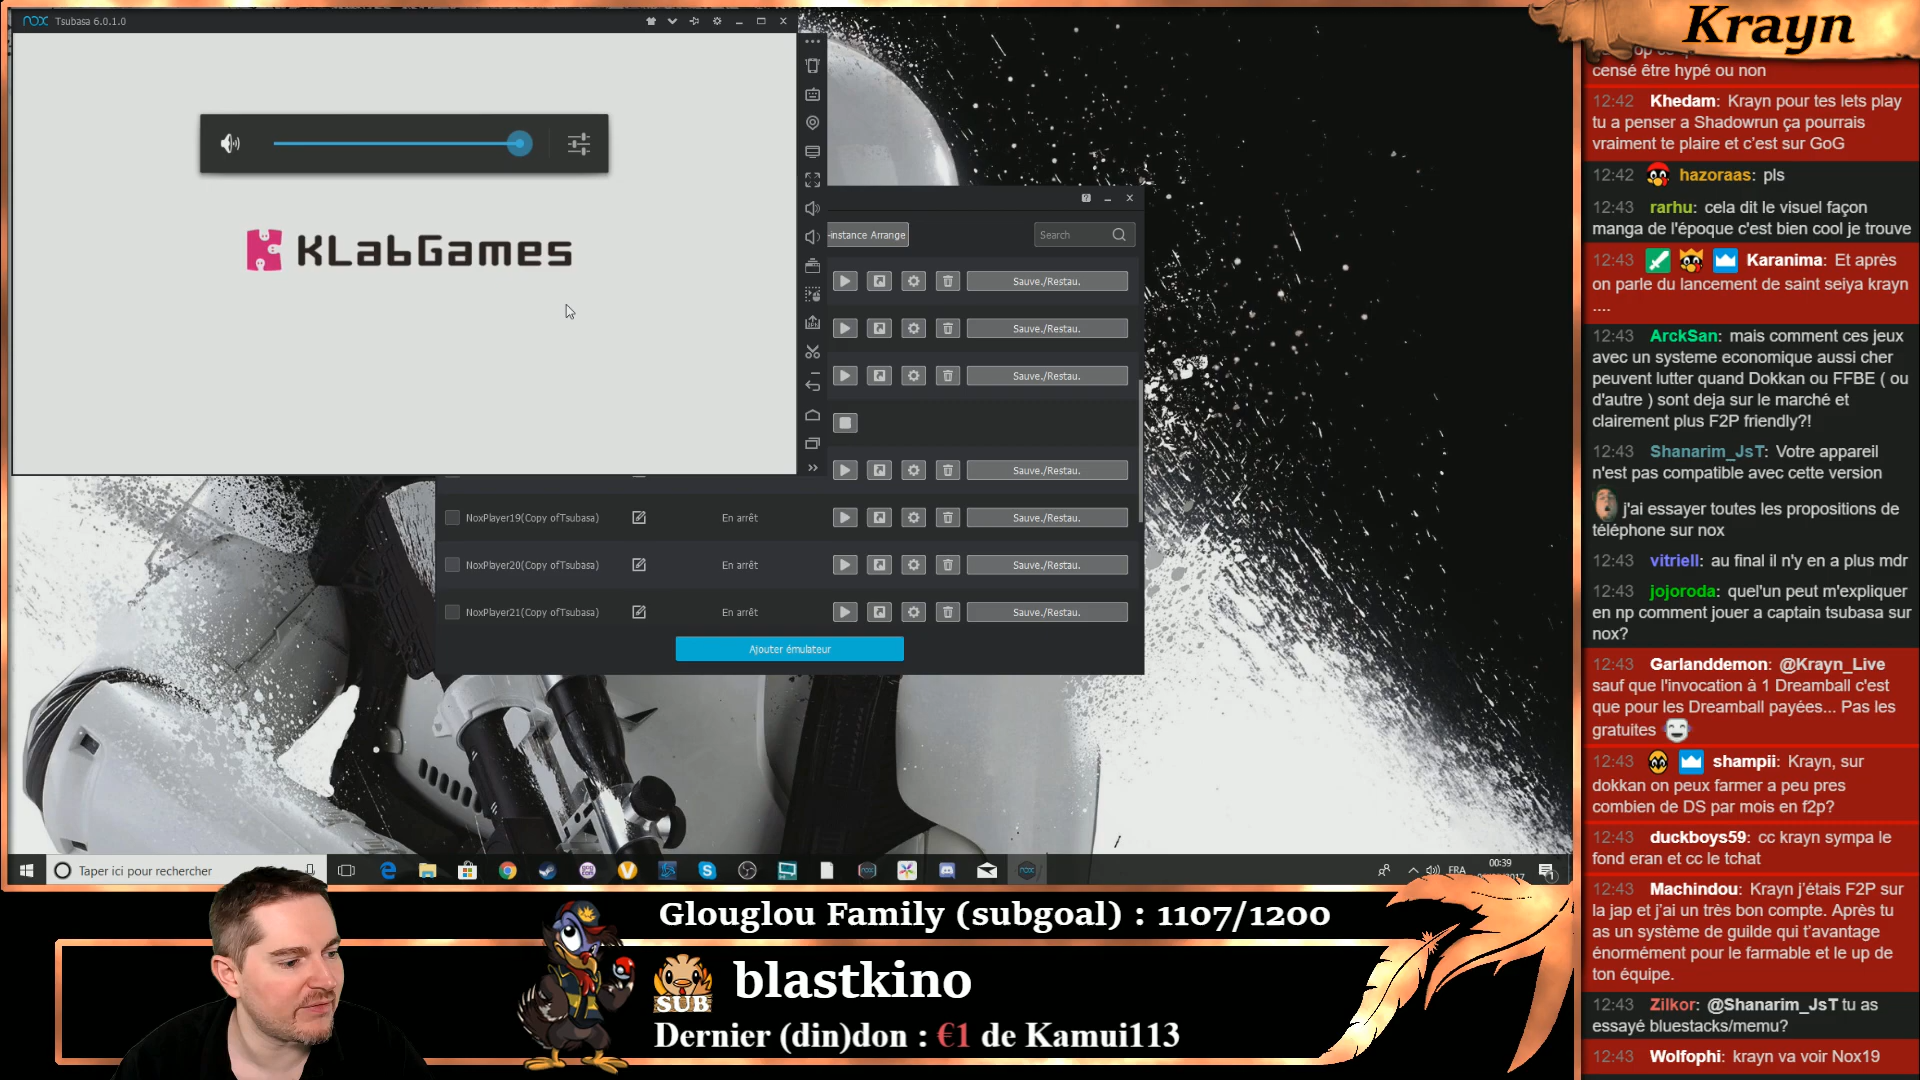 nox Tsubasa 6.0.1.0
KLabGames
-instance Arrange
Search
Sauve./Restau.
Sauve./Restau.
Sauve./Restau.
Sauve./Restau.
NoxPlayer19(Copy ofTsubasa) En arrêt Sauve./Restau.
NoxPlayer20(Copy ofTsubasa) En arrêt Sauve./Restau.
NoxPlayer21(Copy ofTsubasa) En arrêt Sauve./Restau.
Ajouter émulateur
Taper ici pour rechercher
FRA
00:39
Glouglou Family (subgoal) : 1107/1200
SUB
blastkino
Dernier (din)don : €1 de Kamui113
Krayn
censé être hypé ou non
12:42 Khedam: Krayn pour tes lets play
tu a penser a Shadowrun ça pourrais
vraiment te plaire et c'est sur GoG
12:42 hazoraas: pls
12:43 rarhu: cela dit le visuel façon
manga de l'époque c'est bien cool je trouve
12:43 Karanima: Et après
on parle du lancement de saint seiya krayn
....
12:43 ArckSan: mais comment ces jeux
avec un systeme economique aussi cher
peuvent lutter quand Dokkan ou FFBE ( ou
d'autre ) sont deja sur le marché et
clairement plus F2P friendly?!
12:43 Shanarim_JsT: Votre appareil
n'est pas compatible avec cette version
j'ai essayer toutes les propositions de
téléphone sur nox
12:43 vitriell: au final il n'y en a plus mdr
12:43 jojoroda: quel'un peut m'expliquer
en np comment jouer a captain tsubasa sur
nox?
12:43 Garlanddemon: @Krayn_Live
sauf que l'invocation à 1 Dreamball c'est
que pour les Dreamball payées... Pas les
gratuites
12:43 shampii: Krayn, sur
dokkan on peux farmer a peu pres
combien de DS par mois en f2p?
12:43 duckboys59: cc krayn sympa le
fond eran et cc le tchat
12:43 Machindou: Krayn j'étais F2P sur
la jap et j'ai un très bon compte. Après tu
as un système de guilde qui t'avantage
énormément pour le farmable et le up de
ton équipe.
12:43 Zilkor: @Shanarim_JsT tu as
essayé bluestacks/memu?
12:43 Wolfophi: krayn va voir Nox19